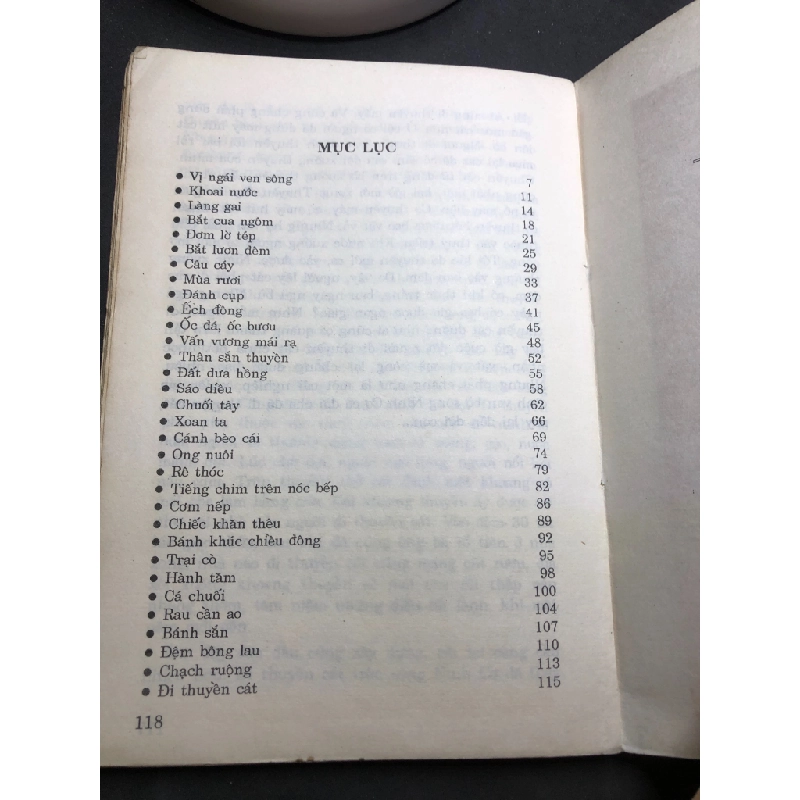 MỤC LỤC
• Vị ngái ven sông 7
• Khoai nước 11
• Làng gai 14
• Bắt cua ngôm 18
• Đơm lờ tép 21
• Bắt lươn đêm 25
• Câu cáy 29
• Mùa rươi 33
• Đánh cụp 37
• Ếch đồng 41
• Ốc đá, ốc bươu 45
• Vấn vương mái rạ 48
• Thân sắn thuyền 52
• Đất dưa hồng 55
• Sáo diều 58
• Chuối tây 62
• Xoan ta 66
• Cánh bèo cái 69
• Ong nuôi 74
• Rê thóc 79
• Tiếng chim trên nóc bếp 82
• Cơm nếp 86
• Chiếc khăn thêu 89
• Bánh khúc chiều đông 92
• Trại cò 95
• Hành tăm 98
• Cá chuối 100
• Rau cần ao 104
• Bánh sắn 107
• Đệm bông lau 110
• Chạch ruộng 113
• Đi thuyền cát 115
118